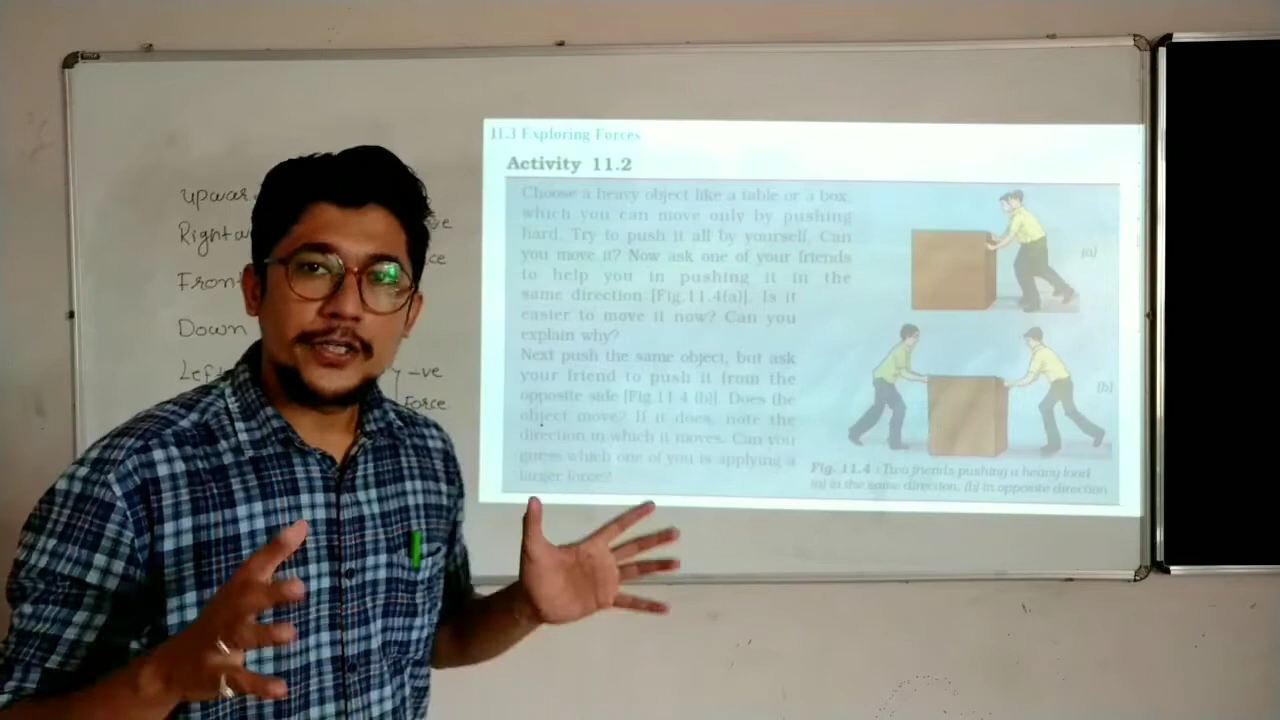 Upwar
Rightw
Fron
Down
Left
ve
ce
-ve
Force
11.3 Exploring Forces
Activity 11.2
Choose a heavy object like a table or a box,
which you can move only by pushing
hard. Try to push it all by yourself. Can
you move it? Now ask one of your friends
to help you in pushing it in the
same direction [Fig.11.4(a)]. Is it
easier to move it now? Can you
explain why?
Next push the same object, but ask
your friend to push it from the
opposite side [Fig.11.4 (b)]. Does the
object move? If it does, note the
direction in which it moves. Can you
guess which one of you is applying a
larger force?
(a)
(b)
Fig. 11.4 : Two friends pushing a heavy load
(a) in the same direction, (b) in opposite direction